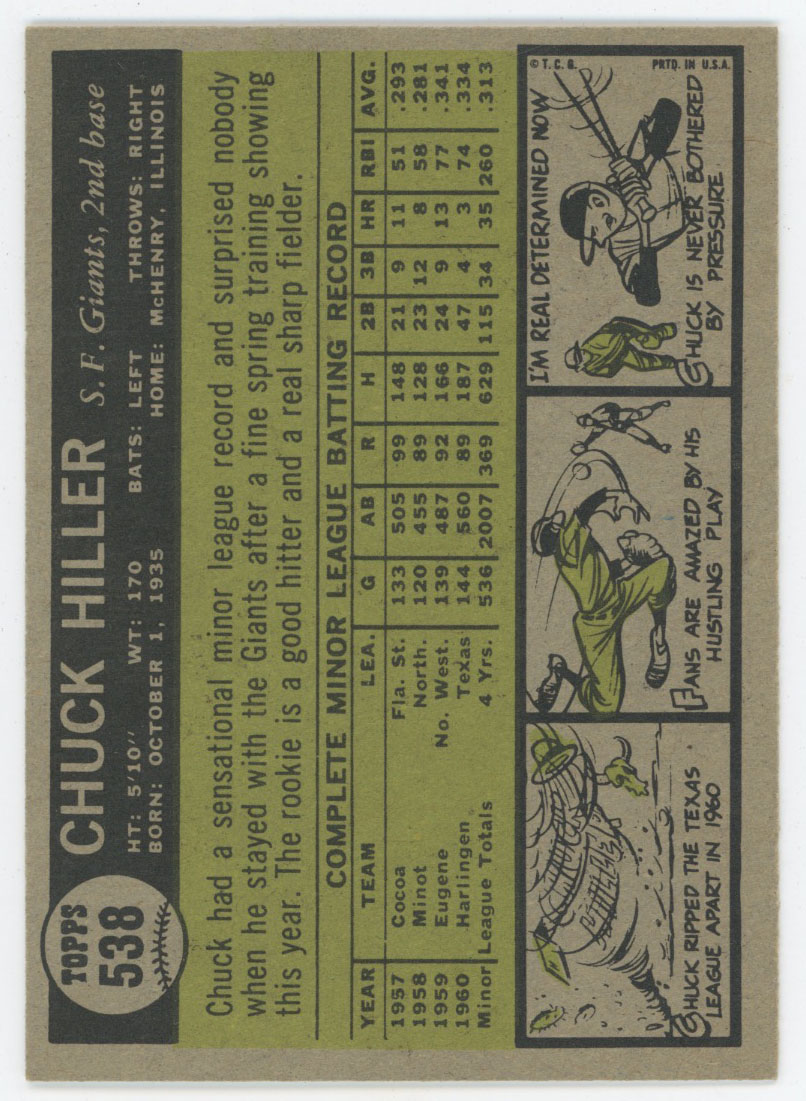 TOPPS
538
CHUCK HILLER S. F. Giants, 2nd base
HT: 5'10" WT: 170 BATS: LEFT THROWS: RIGHT
BORN: OCTOBER 1, 1935 HOME: McHENRY, ILLINOIS
Chuck had a sensational minor league record and surprised nobody
when he stayed with the Giants after a fine spring training showing
this year. The rookie is a good hitter and a real sharp fielder.
COMPLETE MINOR LEAGUE BATTING RECORD
YEAR TEAM LEA. G AB R H 2B 3B HR RBI AVG.
1957 Cocoa Fla. St. 133 505 99 148 21 9 11 51 .293
1958 Minot North. 120 455 89 128 23 12 8 58 .281
1959 Eugene No. West. 139 487 92 166 24 9 13 77 .341
1960 Harlingen Texas 144 560 89 187 47 4 3 74 .334
Minor League Totals 4 Yrs. 536 2007 369 629 115 34 35 260 .313
CHUCK RIPPED THE TEXAS
LEAGUE APART IN 1960
FANS ARE AMAZED BY HIS
HUSTLING PLAY
© T. C. G. PRTD. IN U.S.A.
I'M REAL DETERMINED NOW
CHUCK IS NEVER BOTHERED
BY PRESSURE